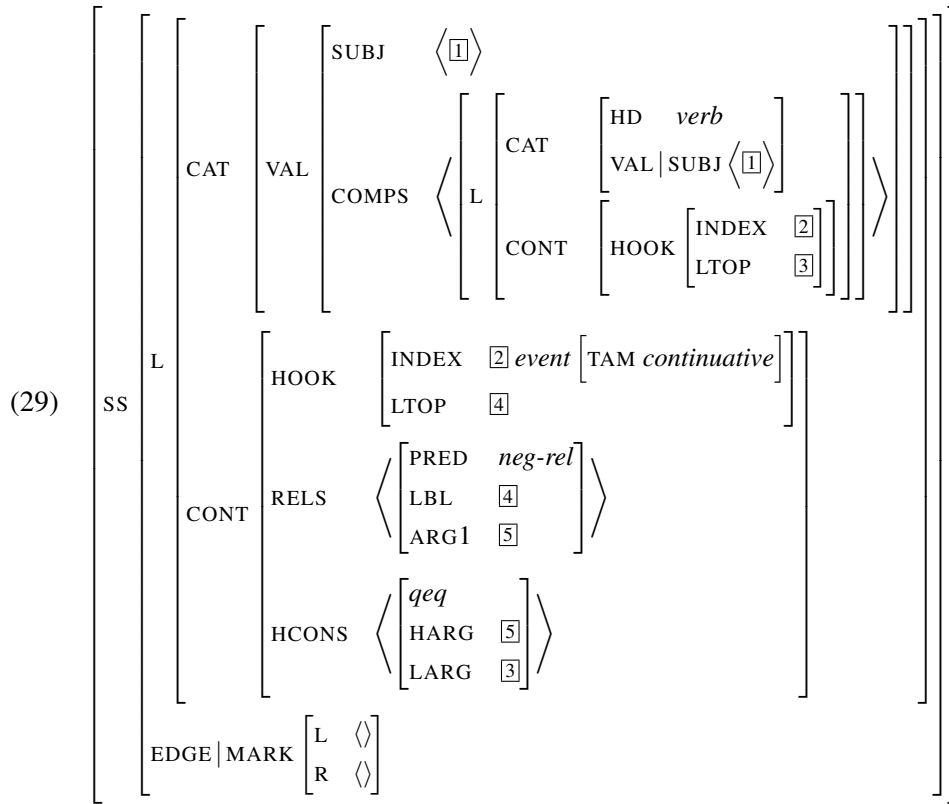 SUBJ ⟨1⟩
HD verb
CAT
VAL|SUBJ ⟨1⟩
CAT VAL COMPS L
INDEX 2
CONT HOOK
LTOP 3
L
INDEX 2 event [TAM continuative]
HOOK
LTOP 4
(29) SS
PRED neg-rel
RELS LBL 4
CONT
ARG1 5
qeq
HCONS HARG 5
LARG 3
L ⟨⟩
EDGE|MARK
R ⟨⟩